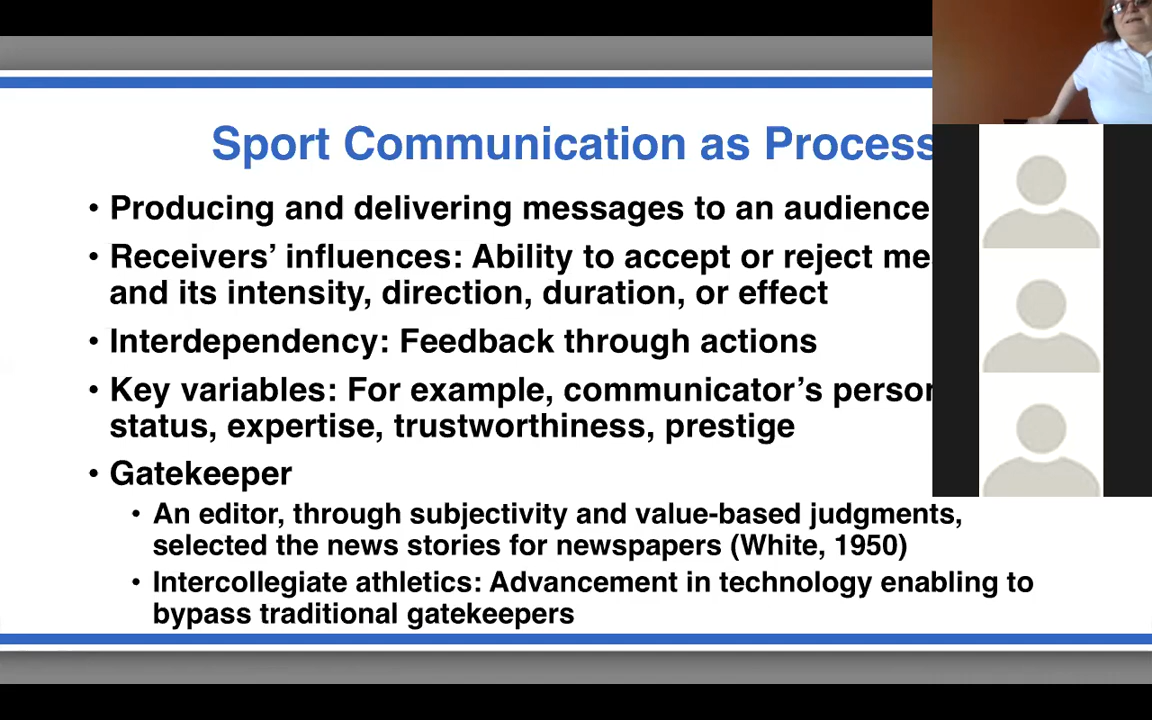 Sport Communication as Process
• Producing and delivering messages to an audience
• Receivers’ influences: Ability to accept or reject
and its intensity, direction, duration, or effect
• Interdependency: Feedback through actions
• Key variables: For example, communicator’s
status, expertise, trustworthiness, prestige
• Gatekeeper
• An editor, through subjectivity and value-based judgments,
selected the news stories for newspapers (White, 1950)
• Intercollegiate athletics: Advancement in technology enabling to
bypass traditional gatekeepers